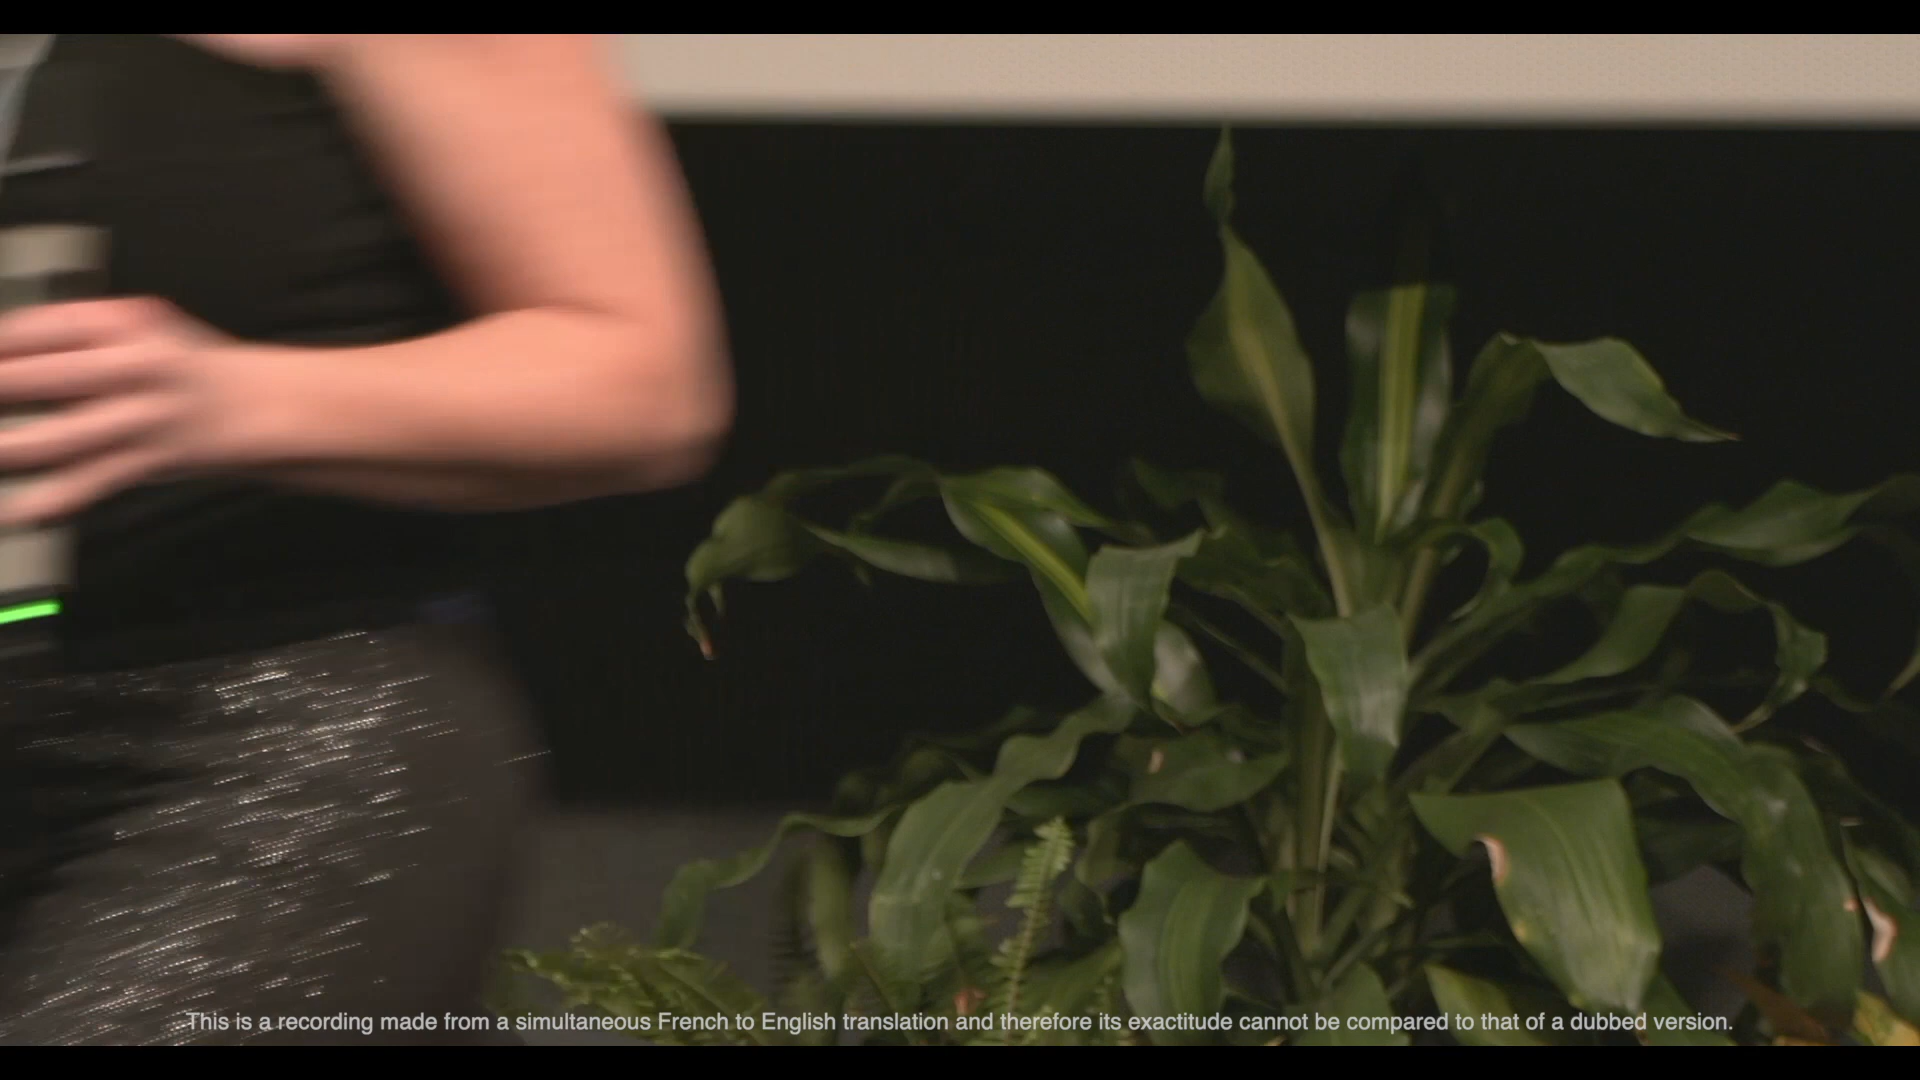 This is a recording made from a simultaneous French to English translation and therefore its exactitude cannot be compared to that of a dubbed version.